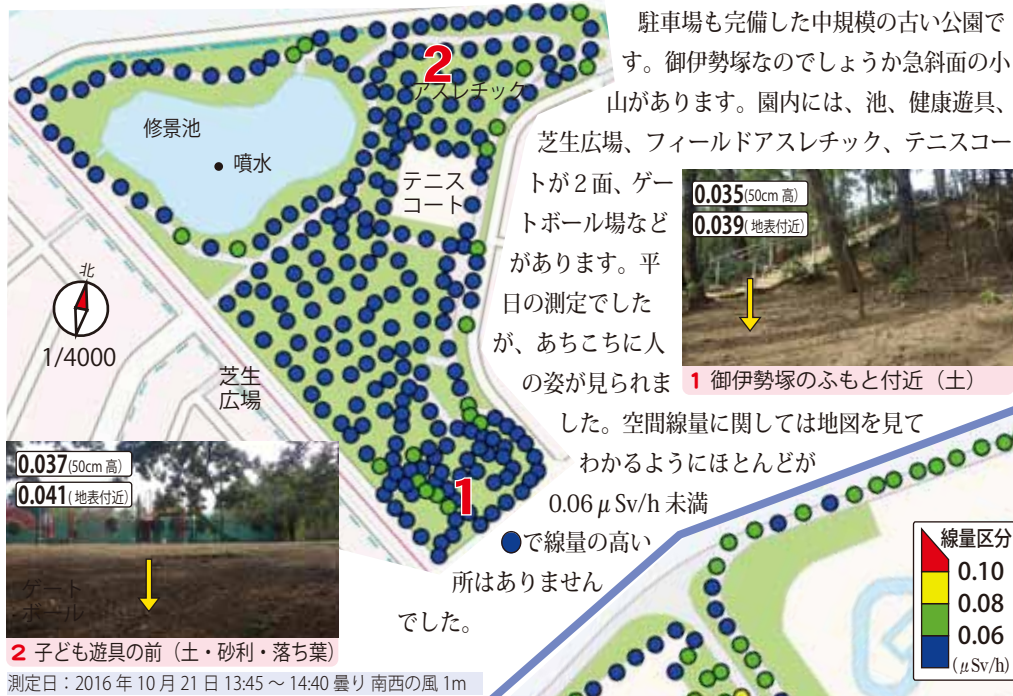 駐車場も完備した中規模の古い公園で
す。御伊勢塚なのでしょうか急斜面の小
山があります。園内には、池、健康遊具、
芝生広場、フィールドアスレチック、テニスコー
トが2面、ゲー
トボール場など
があります。平
日の測定でした
が、あちこちに人
の姿が見られま
した。空間線量に関しては地図を見て
わかるようにほとんどが
0.06μSv/h 未満
●で線量の高い
所はありません
でした。
2
アスレチック
修景池
噴水
テニス
コート
北
1/4000
芝生
広場
1
0.035(50cm 高)
0.039(地表付近)
1 御伊勢塚のふもと付近(土)
0.037(50cm 高)
0.041(地表付近)
ゲート
ボール
2 子ども遊具の前(土・砂利・落ち葉)
測定日:2016 年 10 月 21 日 13:45 ~ 14:40 曇り 南西の風 1m
線量区分
0.10
0.08
0.06
(μSv/h)